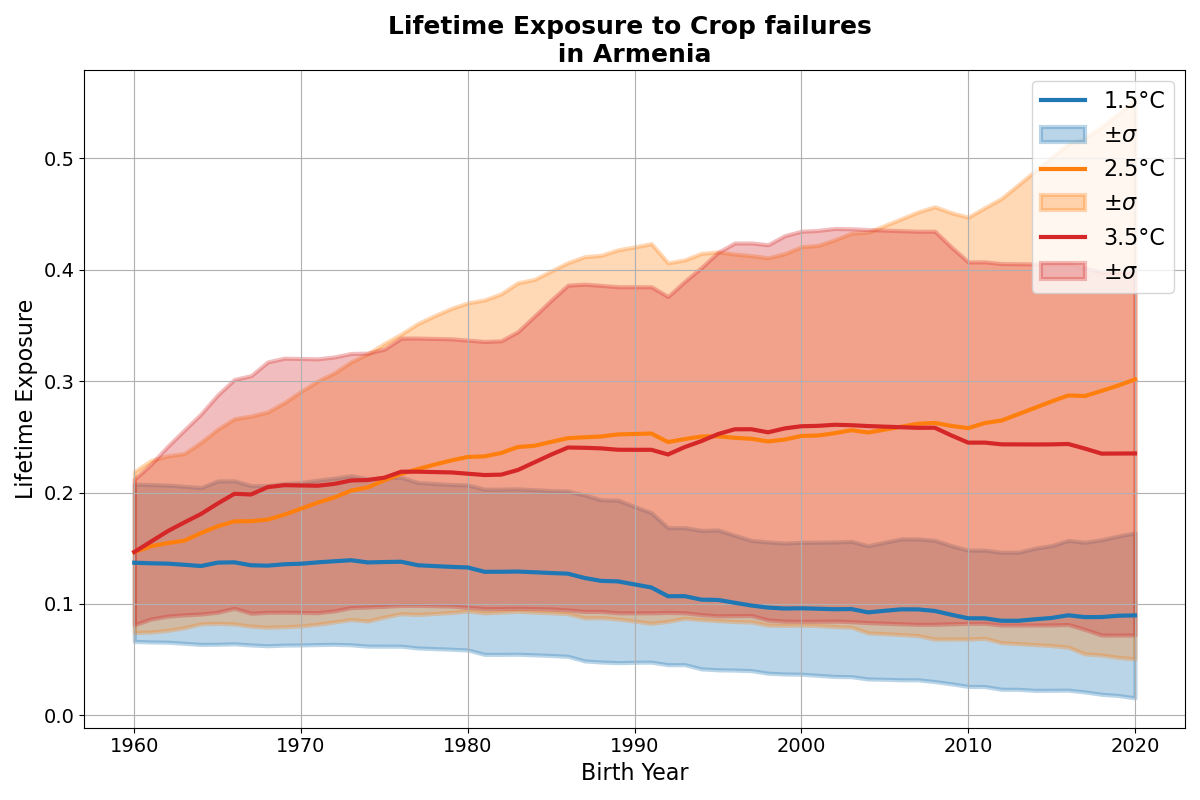 Lifetime Exposure to Crop failures
in Armenia
Lifetime Exposure
0.5
0.4
0.3
0.2
0.1
0.0
1960 1970 1980 1990 2000 2010 2020
Birth Year
1.5°C
±σ
2.5°C
±σ
3.5°C
±σ